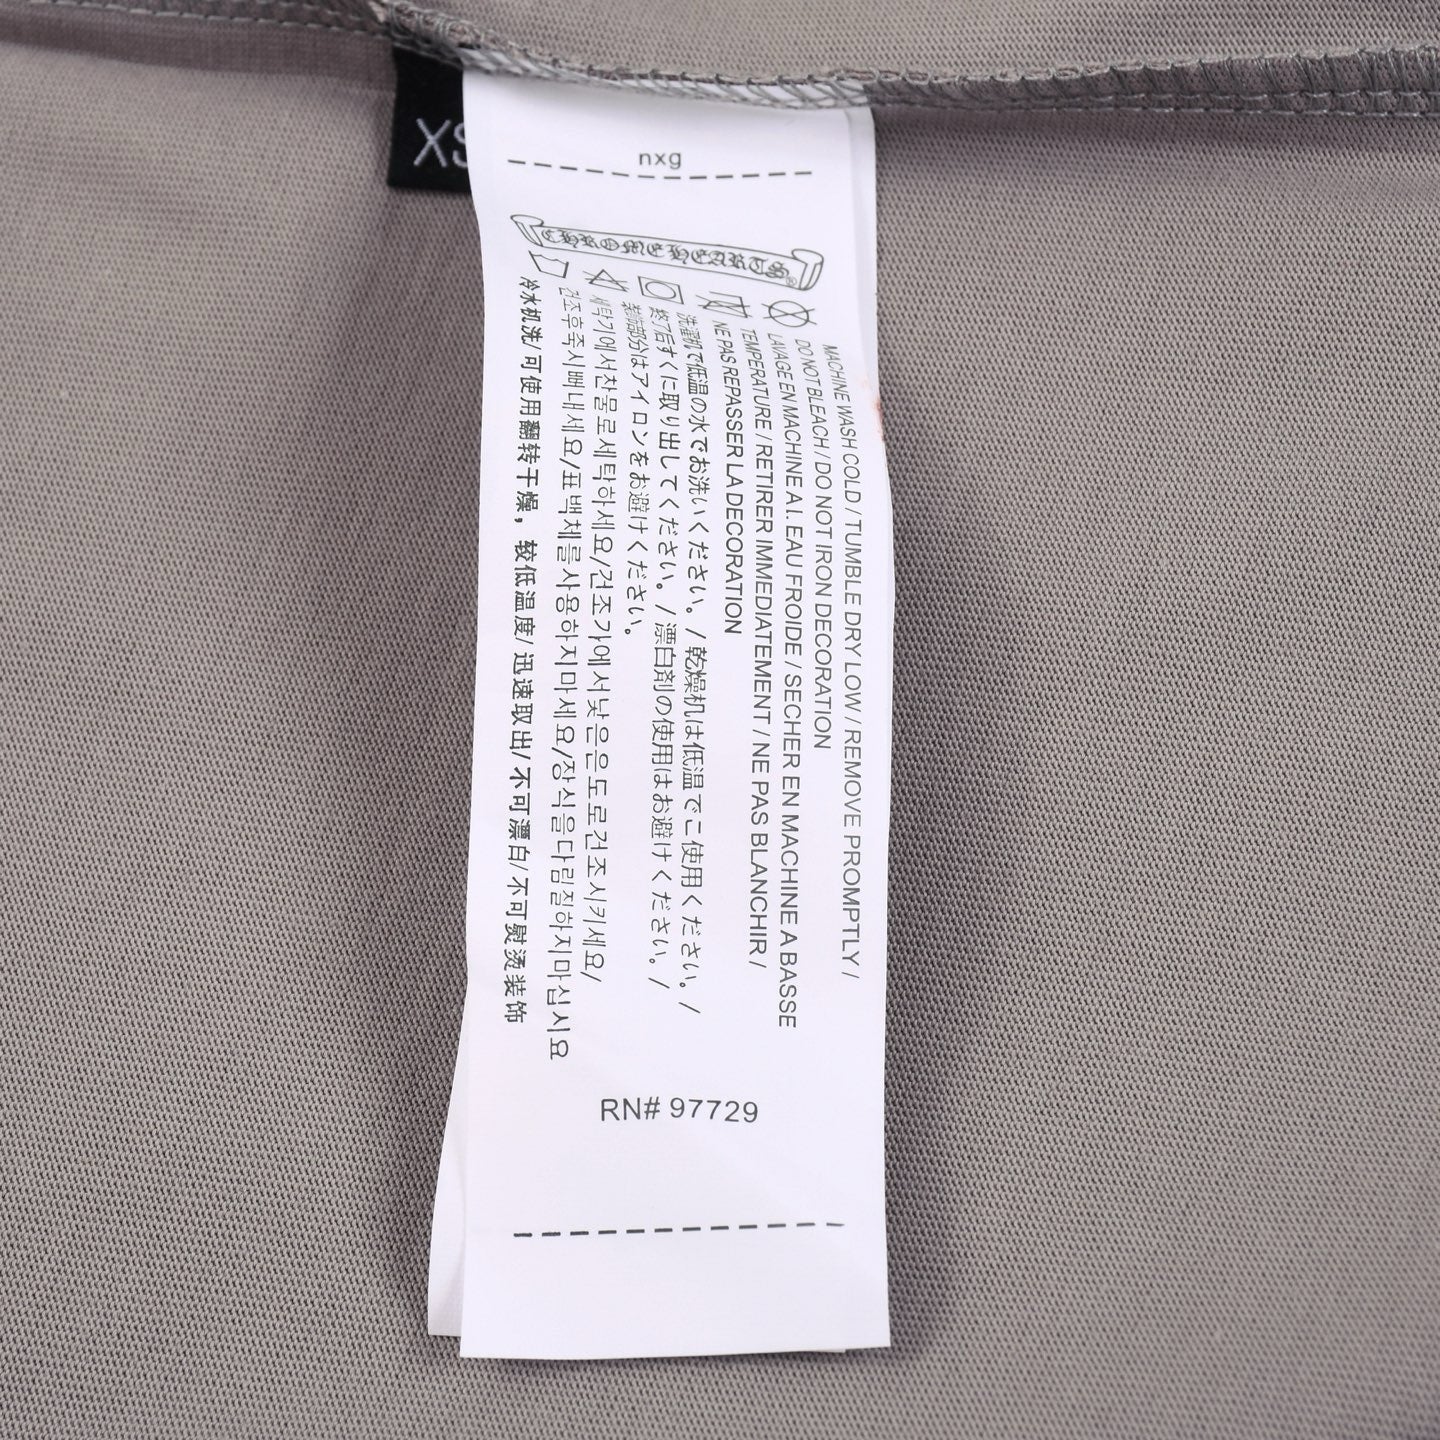 XS
nxg
CHROME HEARTS®
MACHINE WASH COLD / TUMBLE DRY LOW / REMOVE PROMPTLY /
DO NOT BLEACH / DO NOT IRON DECORATION
LAVAGE EN MACHINE A l. EAU FROIDE / SECHER EN MACHINE A BASSE
TEMPERATURE / RETIRER IMMEDIATEMENT / NE PAS BLANCHIR /
NE PAS REPASSER LA DECORATION
洗濯机で低温の水でお洗いください。/ 乾燥机は低温でご使用ください。/
終了后すぐに取り出してください。/ 漂白剤の使用はお避けください。/
装飾部分はアイロンをお避けください。
세탁기에서찬물로세탁하세요/건조기에서낮은온도로건조시키세요/
건조후즉시빼내세요/표백제를사용하지마세요/장식을다림질하지마십시요
冷水机洗/可使用翻转干燥，较低温度/迅速取出/不可漂白/不可熨烫装饰
RN# 97729